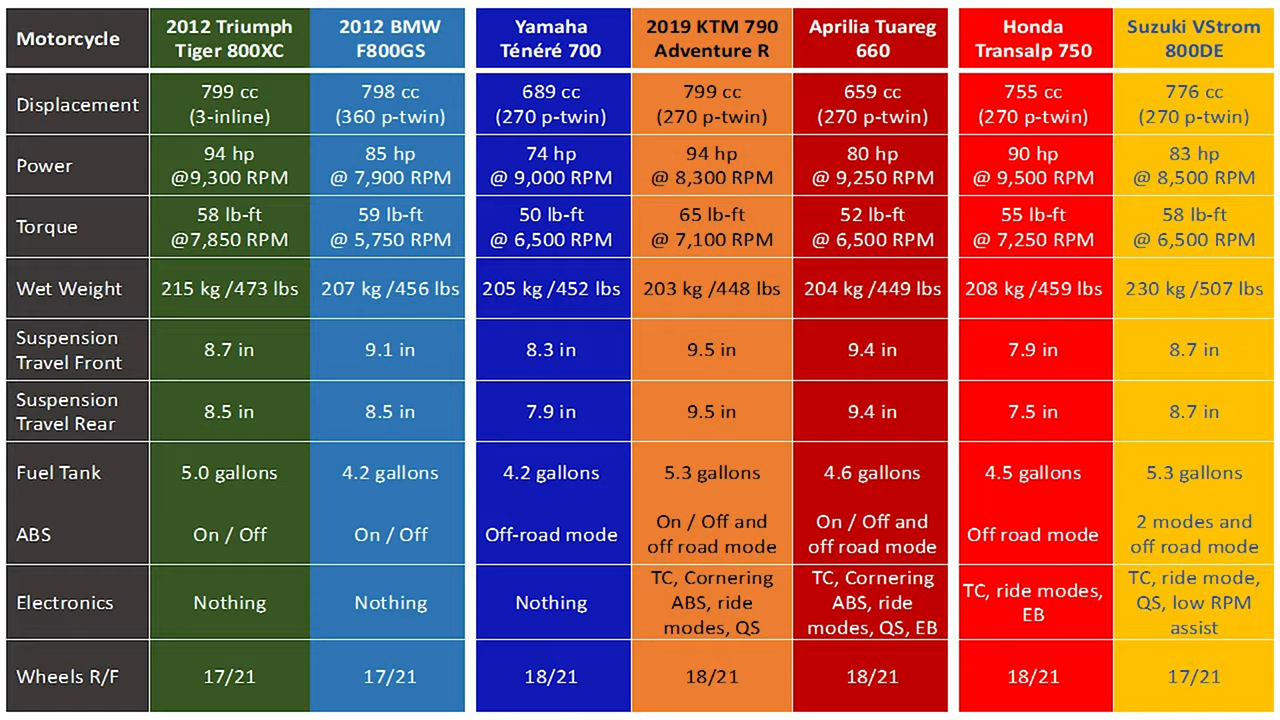 Motorcycle
2012 Triumph
Tiger 800XC
2012 BMW
F800GS
Yamaha
Ténéré 700
2019 KTM 790
Adventure R
Aprilia Tuareg
660
Honda
Transalp 750
Suzuki VStrom
800DE
Displacement
799 cc
(3-inline)
798 cc
(360 p-twin)
689 cc
(270 p-twin)
799 cc
(270 p-twin)
659 cc
(270 p-twin)
755 cc
(270 p-twin)
776 cc
(270 p-twin)
Power
94 hp
@9,300 RPM
85 hp
@ 7,900 RPM
74 hp
@ 9,000 RPM
94 hp
@ 8,300 RPM
80 hp
@ 9,250 RPM
90 hp
@ 9,500 RPM
83 hp
@ 8,500 RPM
Torque
58 lb-ft
@7,850 RPM
59 lb-ft
@ 5,750 RPM
50 lb-ft
@ 6,500 RPM
65 lb-ft
@ 7,100 RPM
52 lb-ft
@ 6,500 RPM
55 lb-ft
@ 7,250 RPM
58 lb-ft
@ 6,500 RPM
Wet Weight
215 kg /473 lbs
207 kg /456 lbs
205 kg /452 lbs
203 kg /448 lbs
204 kg /449 lbs
208 kg /459 lbs
230 kg /507 lbs
Suspension
Travel Front
8.7 in
9.1 in
8.3 in
9.5 in
9.4 in
7.9 in
8.7 in
Suspension
Travel Rear
8.5 in
8.5 in
7.9 in
9.5 in
9.4 in
7.5 in
8.7 in
Fuel Tank
5.0 gallons
4.2 gallons
4.2 gallons
5.3 gallons
4.6 gallons
4.5 gallons
5.3 gallons
ABS
On / Off
On / Off
Off-road mode
On / Off and
off road mode
On / Off and
off road mode
Off road mode
2 modes and
off road mode
Electronics
Nothing
Nothing
Nothing
TC, Cornering
ABS, ride
modes, QS
TC, Cornering
ABS, ride
modes, QS, EB
TC, ride modes,
EB
TC, ride mode,
QS, low RPM
assist
Wheels R/F
17/21
17/21
18/21
18/21
18/21
18/21
17/21